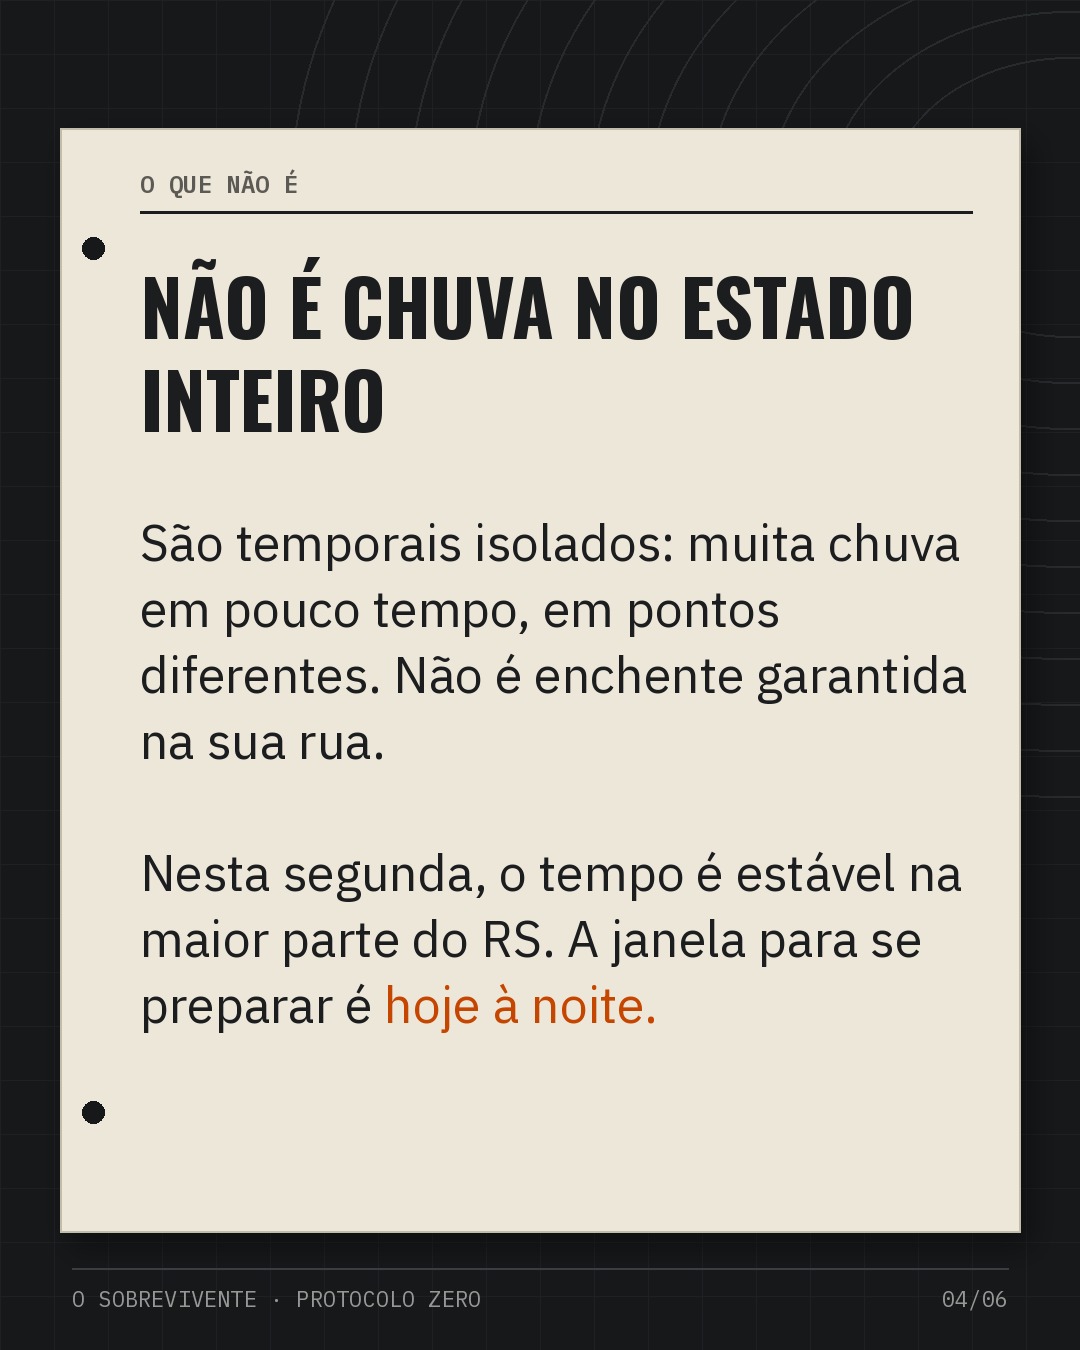 O QUE NÃO É
NÃO É CHUVA NO ESTADO
INTEIRO
São temporais isolados: muita chuva
em pouco tempo, em pontos
diferentes. Não é enchente garantida
na sua rua.
Nesta segunda, o tempo é estável na
maior parte do RS. A janela para se
preparar é hoje à noite.
O SOBREVIVENTE · PROTOCOLO ZERO
04/06